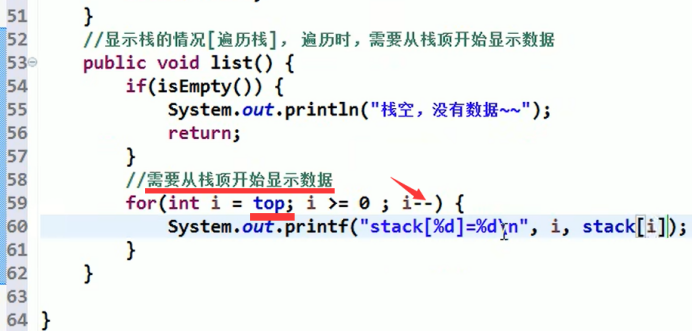 51 }
52 //显示栈的情况[遍历栈], 遍历时,需要从栈顶开始显示数据
53 public void list() {
54 if(isEmpty()) {
55 System.out.println("栈空,没有数据~~");
56 return;
57 }
58 //需要从栈顶开始显示数据
59 for(int i = top; i >= 0 ; i--) {
60 System.out.printf("stack[%d]=%d\n", i, stack[i]);
61 }
62 }
63
64 }